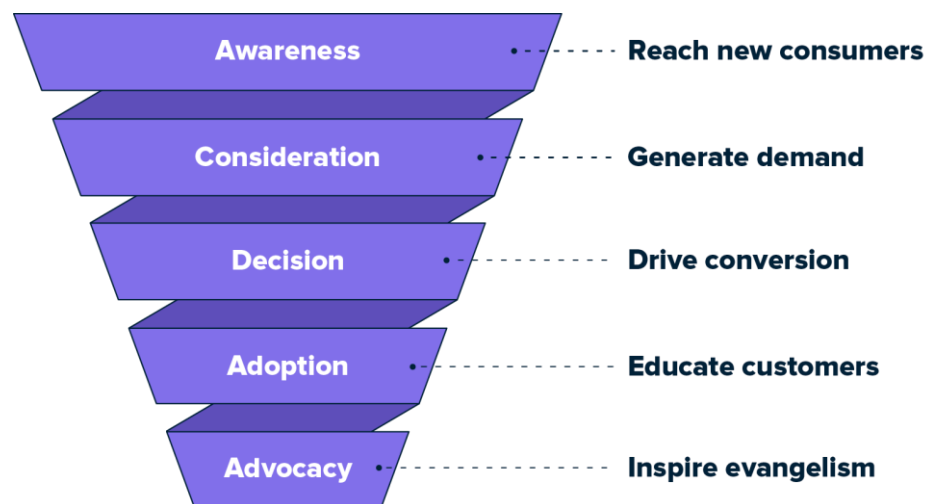 Awareness
Reach new consumers
Consideration
Generate demand
Decision
Drive conversion
Adoption
Educate customers
Advocacy
Inspire evangelism